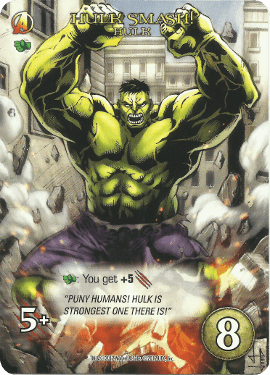 HULK SMASH!
HULK
: You get +5
"PUNY HUMANS! HULK IS
STRONGEST ONE THERE IS!"
5+
8